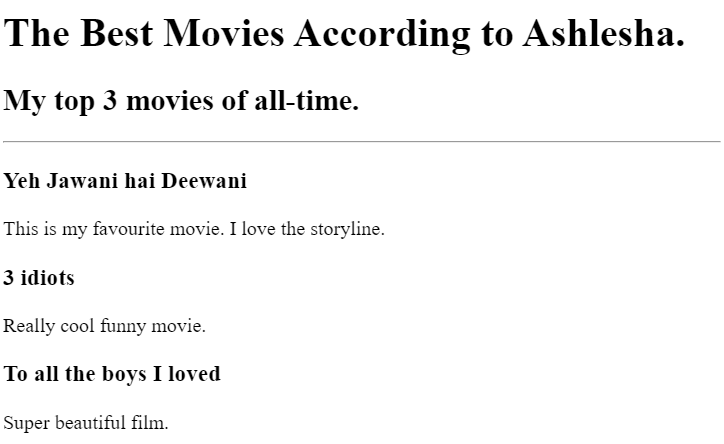 The Best Movies According to Ashlesha.
My top 3 movies of all-time.
Yeh Jawani hai Deewani
This is my favourite movie. I love the storyline.
3 idiots
Really cool funny movie.
To all the boys I loved
Super beautiful film.